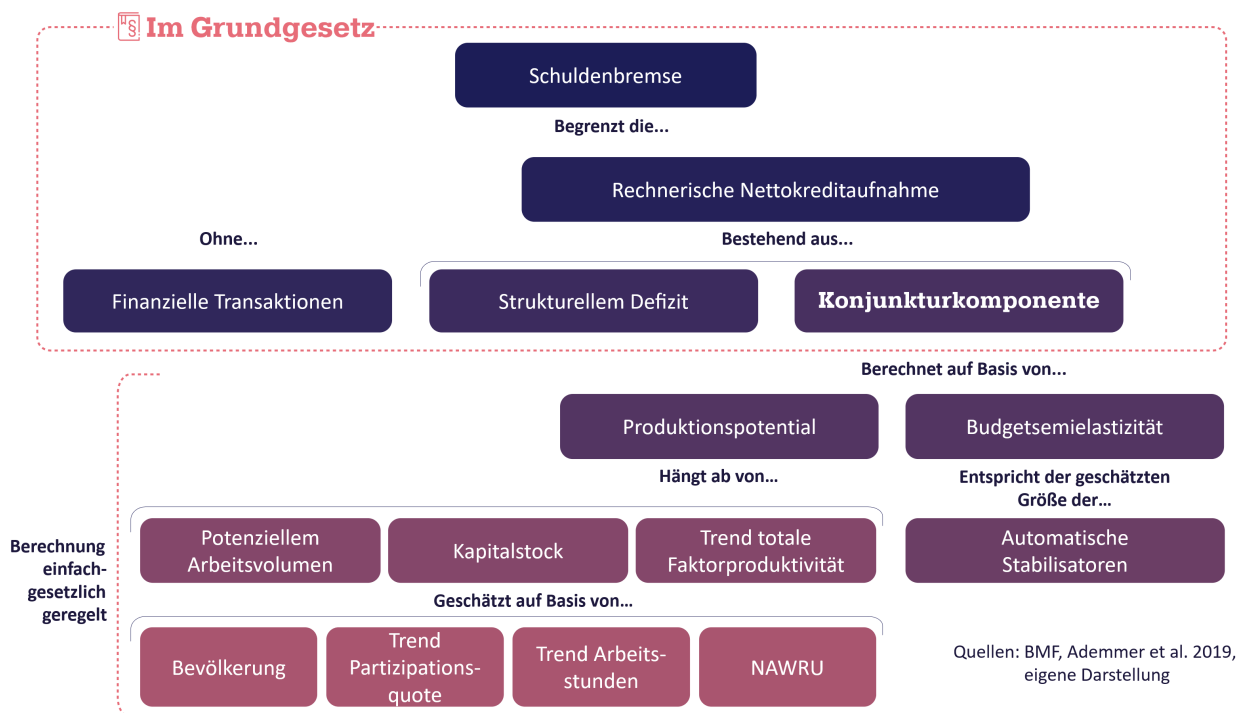 § Im Grundgesetz
Schuldenbremse
Begrenzt die...
Rechnerische Nettokreditaufnahme
Ohne...
Bestehend aus...
Finanzielle Transaktionen
Strukturellem Defizit
Konjunkturkomponente
Berechnet auf Basis von...
Produktionspotential
Budgetsemielastizität
Hängt ab von...
Entspricht der geschätzten
Größe der...
Potenziellem
Arbeitsvolumen
Kapitalstock
Trend totale
Faktorproduktivität
Automatische
Stabilisatoren
Berechnung
einfach-
gesetzlich
geregelt
Geschätzt auf Basis von...
Bevölkerung
Trend
Partizipations-
quote
Trend Arbeits-
stunden
NAWRU
Quellen: BMF, Ademmer et al. 2019,
eigene Darstellung